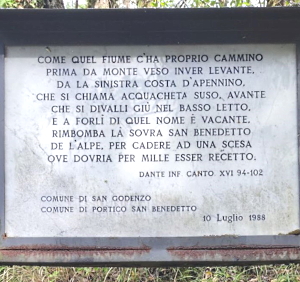 COME QUEL FIUME C'HA PROPRIO CAMMINO
PRIMA DA MONTE VESO INVER LEVANTE,
DA LA SINISTRA COSTA D'APENNINO,
CHE SI CHIAMA ACQUACHETA SUSO, AVANTE
CHE SI DIVALLI GIÙ NEL BASSO LETTO,
E A FORLÌ DI QUEL NOME È VACANTE,
RIMBOMBA LÀ SOVRA SAN BENEDETTO
DE L'ALPE, PER CADERE AD UNA SCESA
OVE DOVRIA PER MILLE ESSER RECETTO.
DANTE INF CANTO XVI 94-102
COMUNE DI SAN GODENZO
COMUNE DI PORTICO SAN BENEDETTO
10 Luglio 1988